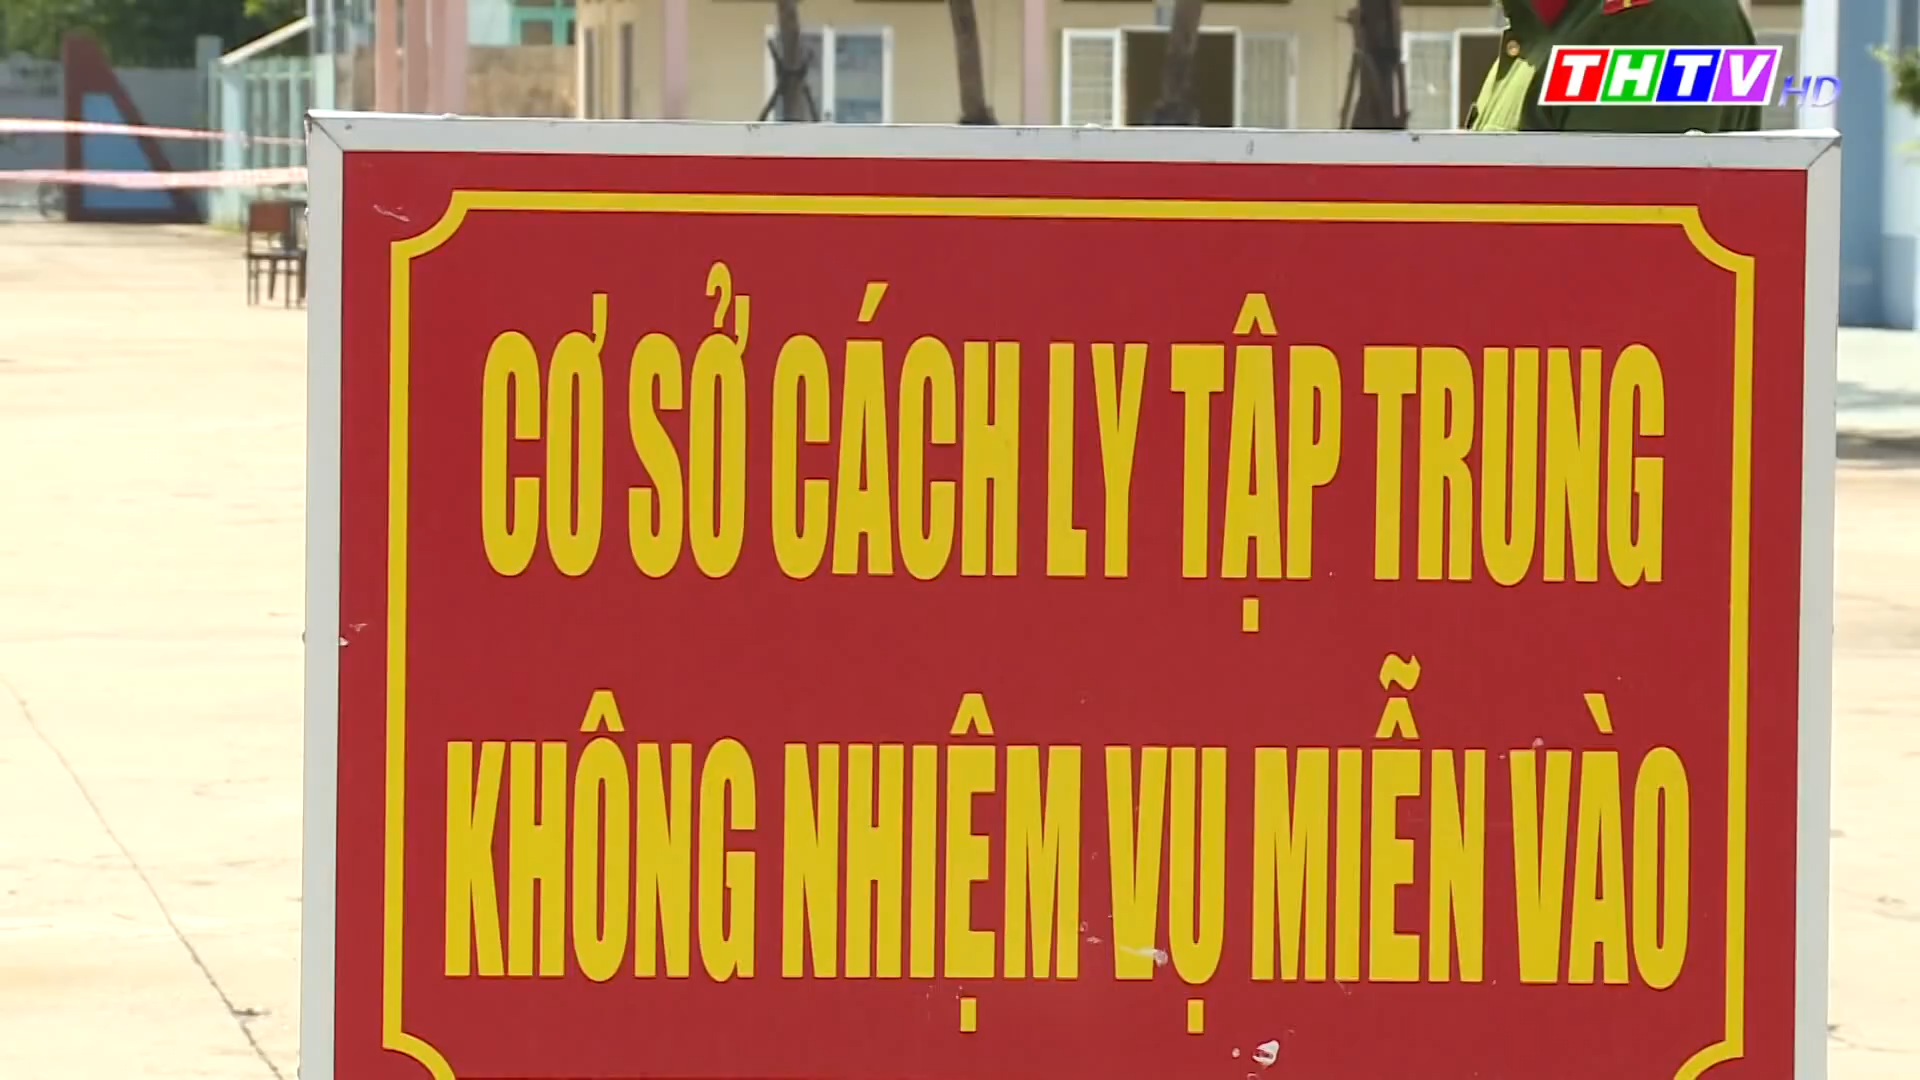 THTV HD
CƠ SỞ CÁCH LY TẬP TRUNG
KHÔNG NHIỆM VỤ MIỄN VÀO